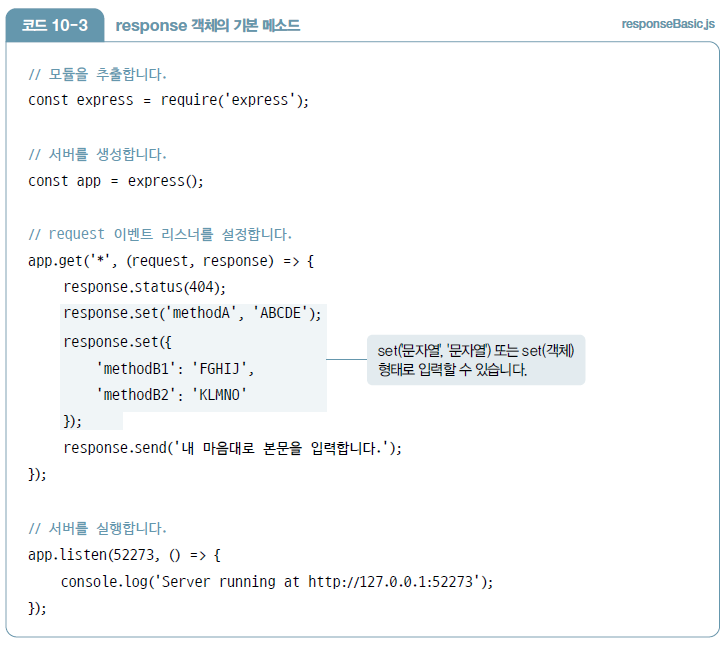 코드 10-3 response 객체의 기본 메소드 responseBasic.js
// 모듈을 추출합니다.
const express = require('express');
// 서버를 생성합니다.
const app = express();
// request 이벤트 리스너를 설정합니다.
app.get('*', (request, response) => {
response.status(404);
response.set('methodA', 'ABCDE');
response.set({
'methodB1': 'FGHIJ',
'methodB2': 'KLMNO'
});
set('문자열', '문자열') 또는 set(객체)
형태로 입력할 수 있습니다.
response.send('내 마음대로 본문을 입력합니다.');
});
// 서버를 실행합니다.
app.listen(52273, () => {
console.log('Server running at http://127.0.0.1:52273');
});